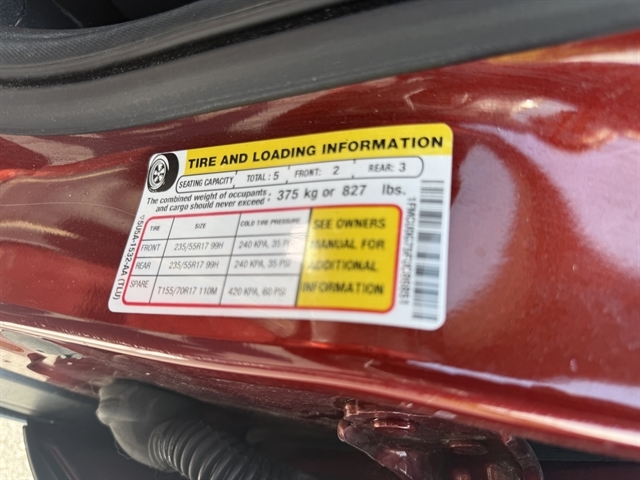 TIRE AND LOADING INFORMATION
SEATING CAPACITY TOTAL: 5 FRONT: 2 REAR: 3
The combined weight of occupants and cargo should never exceed : 375 kg or 827 lbs.
TIRE SIZE COLD TIRE PRESSURE
FRONT 235/55R17 99H 240 KPA, 35 PSI
REAR 235/55R17 99H 240 KPA, 35 PSI
SPARE T155/70R17 110M 420 KPA, 60 PSI
SEE OWNERS
MANUAL FOR
ADDITIONAL
INFORMATION
(TLU)